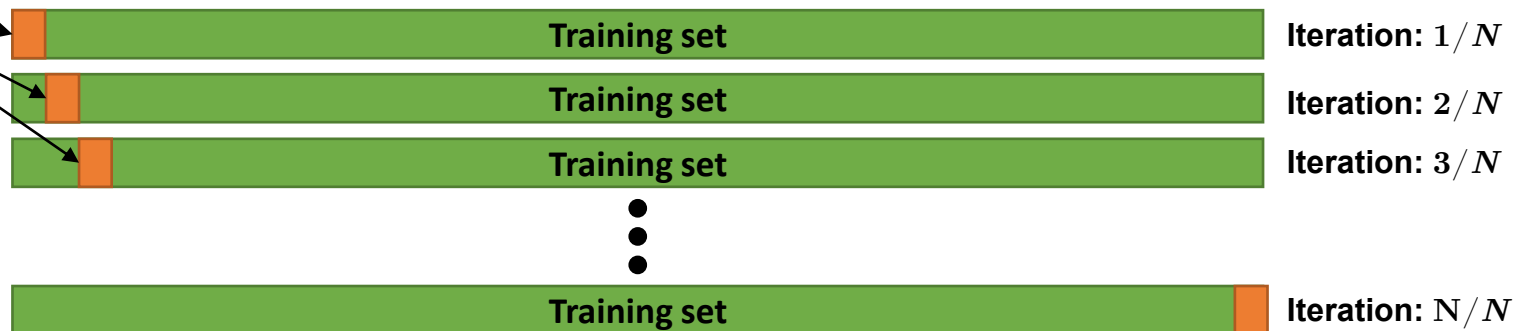 Training set Iteration: 1/N
Training set Iteration: 2/N
Training set Iteration: 3/N
Training set Iteration: N/N